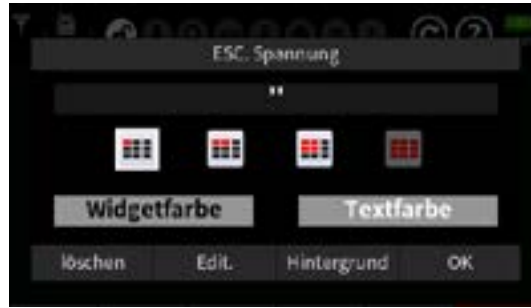 ESC. Spannung
"
Widgetfarbe Textfarbe
löschen Edit. Hintergrund OK